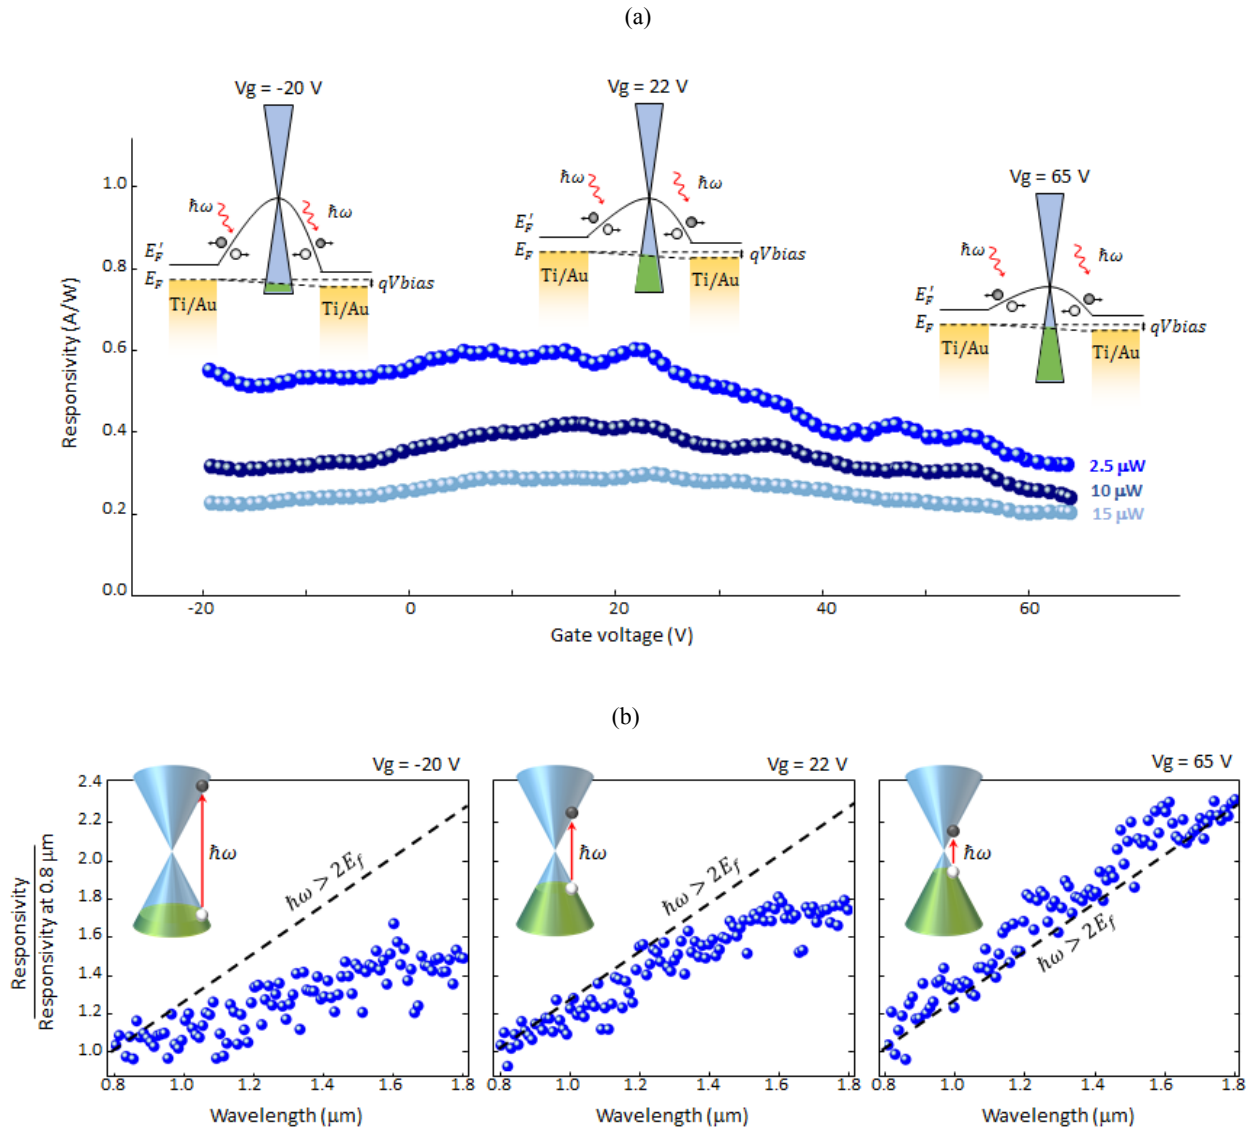 (a)
Vg = -20 V
Vg = 22 V
Vg = 65 V
ħω
ħω
E′F
EF
Ti/Au
Ti/Au
qVbias
ħω
ħω
E′F
EF
Ti/Au
Ti/Au
qVbias
ħω
ħω
E′F
EF
Ti/Au
Ti/Au
qVbias
Responsivity (A/W)
1.0
0.8
0.6
0.4
0.2
0.0
2.5 µW
10 µW
15 µW
-20 0 20 40 60
Gate voltage (V)
(b)
Vg = -20 V
Vg = 22 V
Vg = 65 V
Responsivity
Responsivity at 0.8 µm
2.4
2.2
2.0
1.8
1.6
1.4
1.2
1.0
ħω
ħω > 2Ef
ħω
ħω > 2Ef
ħω
ħω > 2Ef
0.8 1.0 1.2 1.4 1.6 1.8
0.8 1.0 1.2 1.4 1.6 1.8
0.8 1.0 1.2 1.4 1.6 1.8
Wavelength (µm)
Wavelength (µm)
Wavelength (µm)